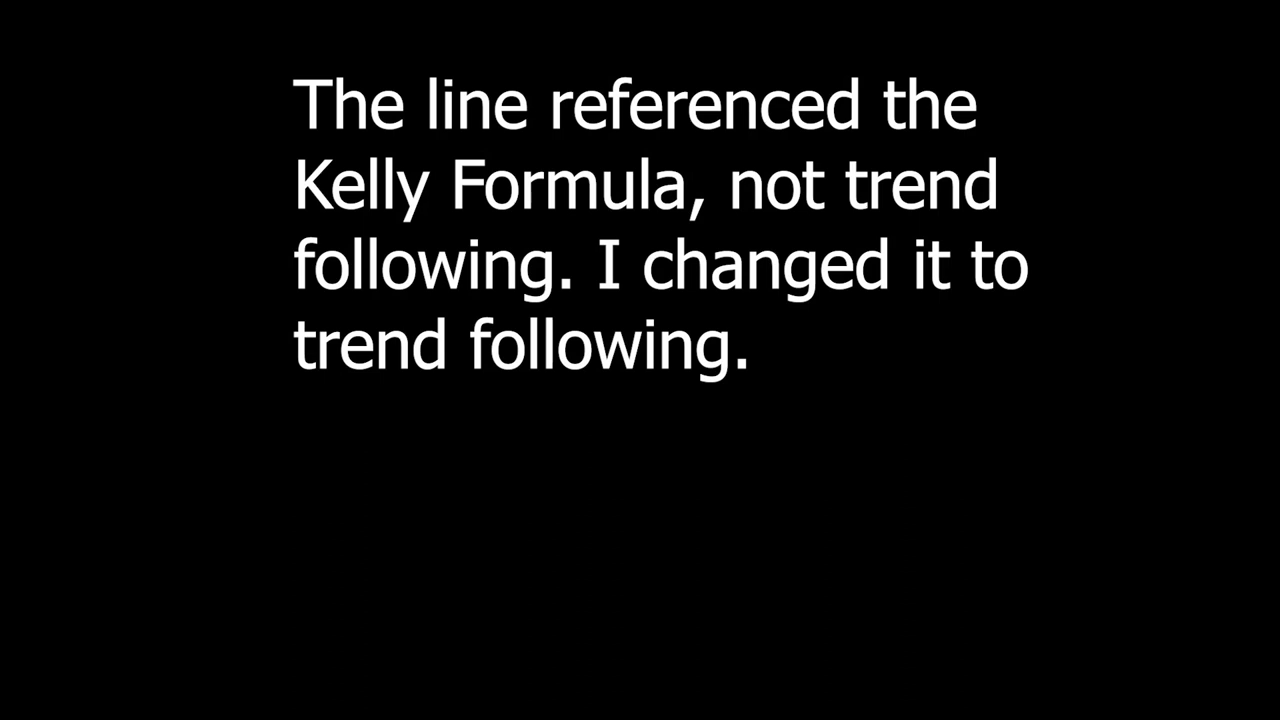 The line referenced the
Kelly Formula, not trend
following. I changed it to
trend following.